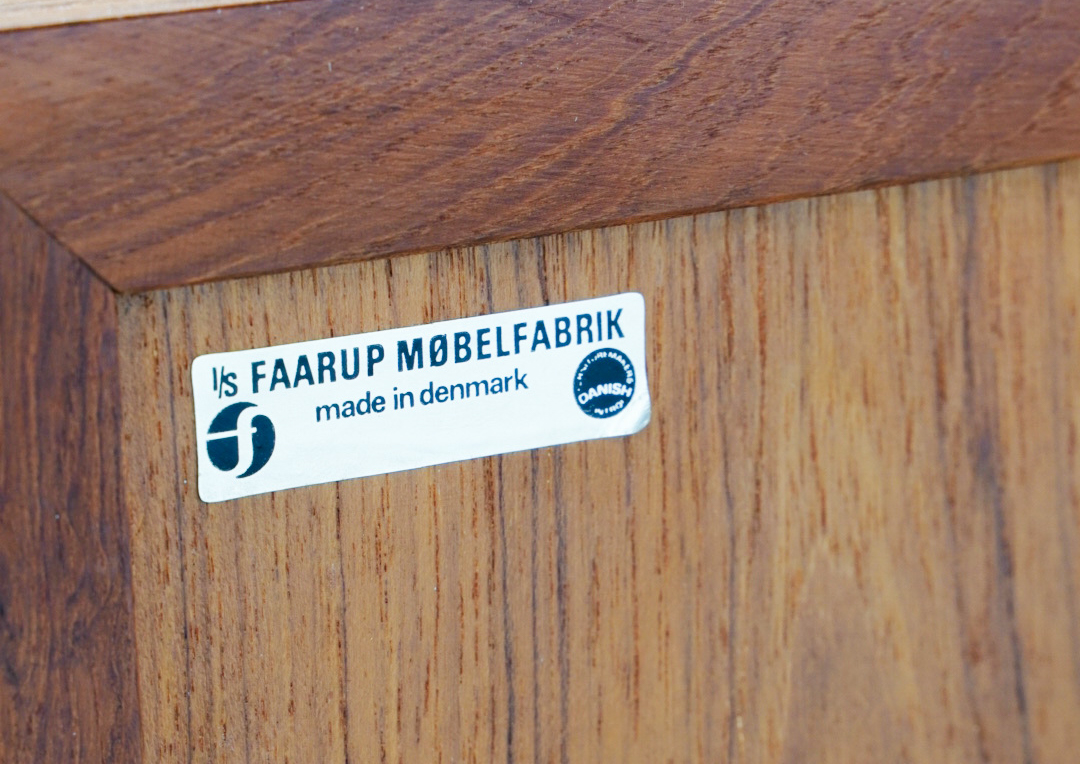 I/S FAARUP MØBELFABRIK
made in denmark
f
DANISH